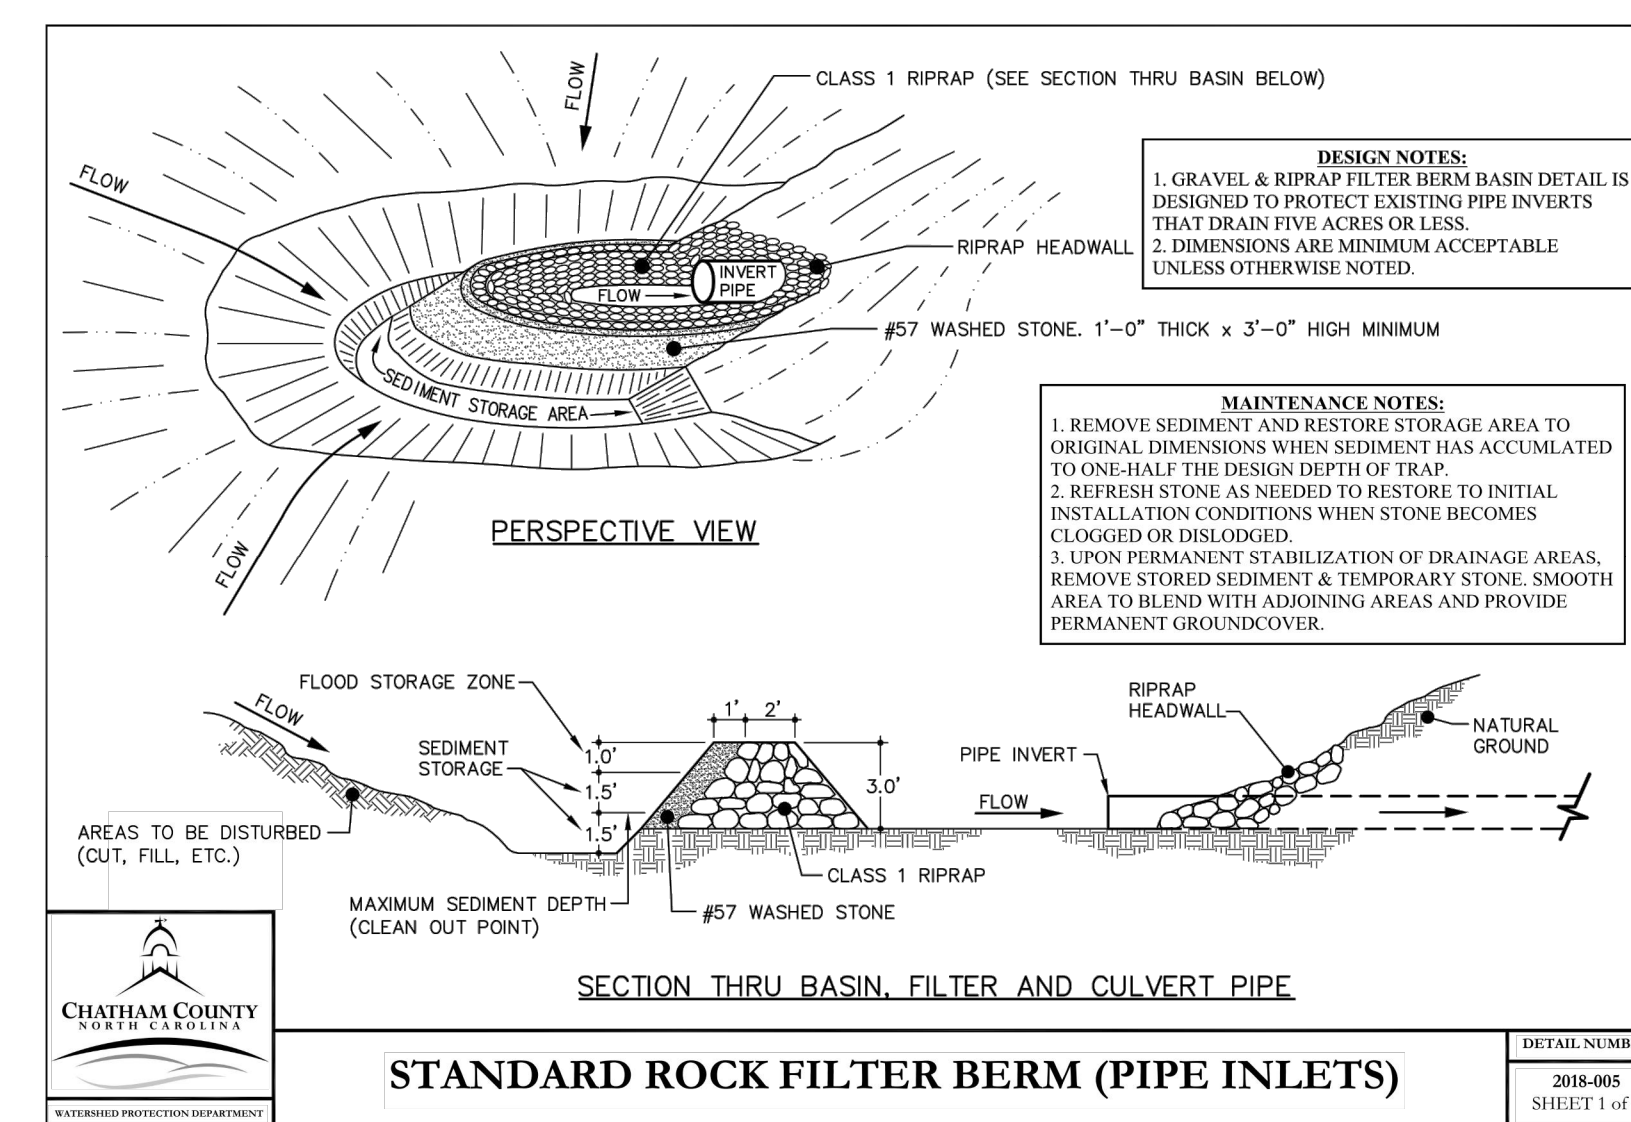 FLOW
CLASS 1 RIPRAP (SEE SECTION THRU BASIN BELOW)
FLOW
RIPRAP HEADWALL
INVERT
PIPE
FLOW
#57 WASHED STONE. 1'-0" THICK x 3'-0" HIGH MINIMUM
SEDIMENT STORAGE AREA
FLOW
PERSPECTIVE VIEW
DESIGN NOTES:
1. GRAVEL & RIPRAP FILTER BERM BASIN DETAIL IS
DESIGNED TO PROTECT EXISTING PIPE INVERTS
THAT DRAIN FIVE ACRES OR LESS.
2. DIMENSIONS ARE MINIMUM ACCEPTABLE
UNLESS OTHERWISE NOTED.
MAINTENANCE NOTES:
1. REMOVE SEDIMENT AND RESTORE STORAGE AREA TO
ORIGINAL DIMENSIONS WHEN SEDIMENT HAS ACCUMLATED
TO ONE-HALF THE DESIGN DEPTH OF TRAP.
2. REFRESH STONE AS NEEDED TO RESTORE TO INITIAL
INSTALLATION CONDITIONS WHEN STONE BECOMES
CLOGGED OR DISLODGED.
3. UPON PERMANENT STABILIZATION OF DRAINAGE AREAS,
REMOVE STORED SEDIMENT & TEMPORARY STONE. SMOOTH
AREA TO BLEND WITH ADJOINING AREAS AND PROVIDE
PERMANENT GROUNDCOVER.
FLOOD STORAGE ZONE
FLOW
SEDIMENT
STORAGE
1'
2'
1.0'
1.5'
1.5'
3.0'
AREAS TO BE DISTURBED
(CUT, FILL, ETC.)
MAXIMUM SEDIMENT DEPTH
(CLEAN OUT POINT)
CLASS 1 RIPRAP
#57 WASHED STONE
RIPRAP
HEADWALL
PIPE INVERT
FLOW
NATURAL
GROUND
SECTION THRU BASIN, FILTER AND CULVERT PIPE
CHATHAM COUNTY
NORTH CAROLINA
WATERSHED PROTECTION DEPARTMENT
STANDARD ROCK FILTER BERM (PIPE INLETS)
DETAIL NUMB
2018-005
SHEET 1 of